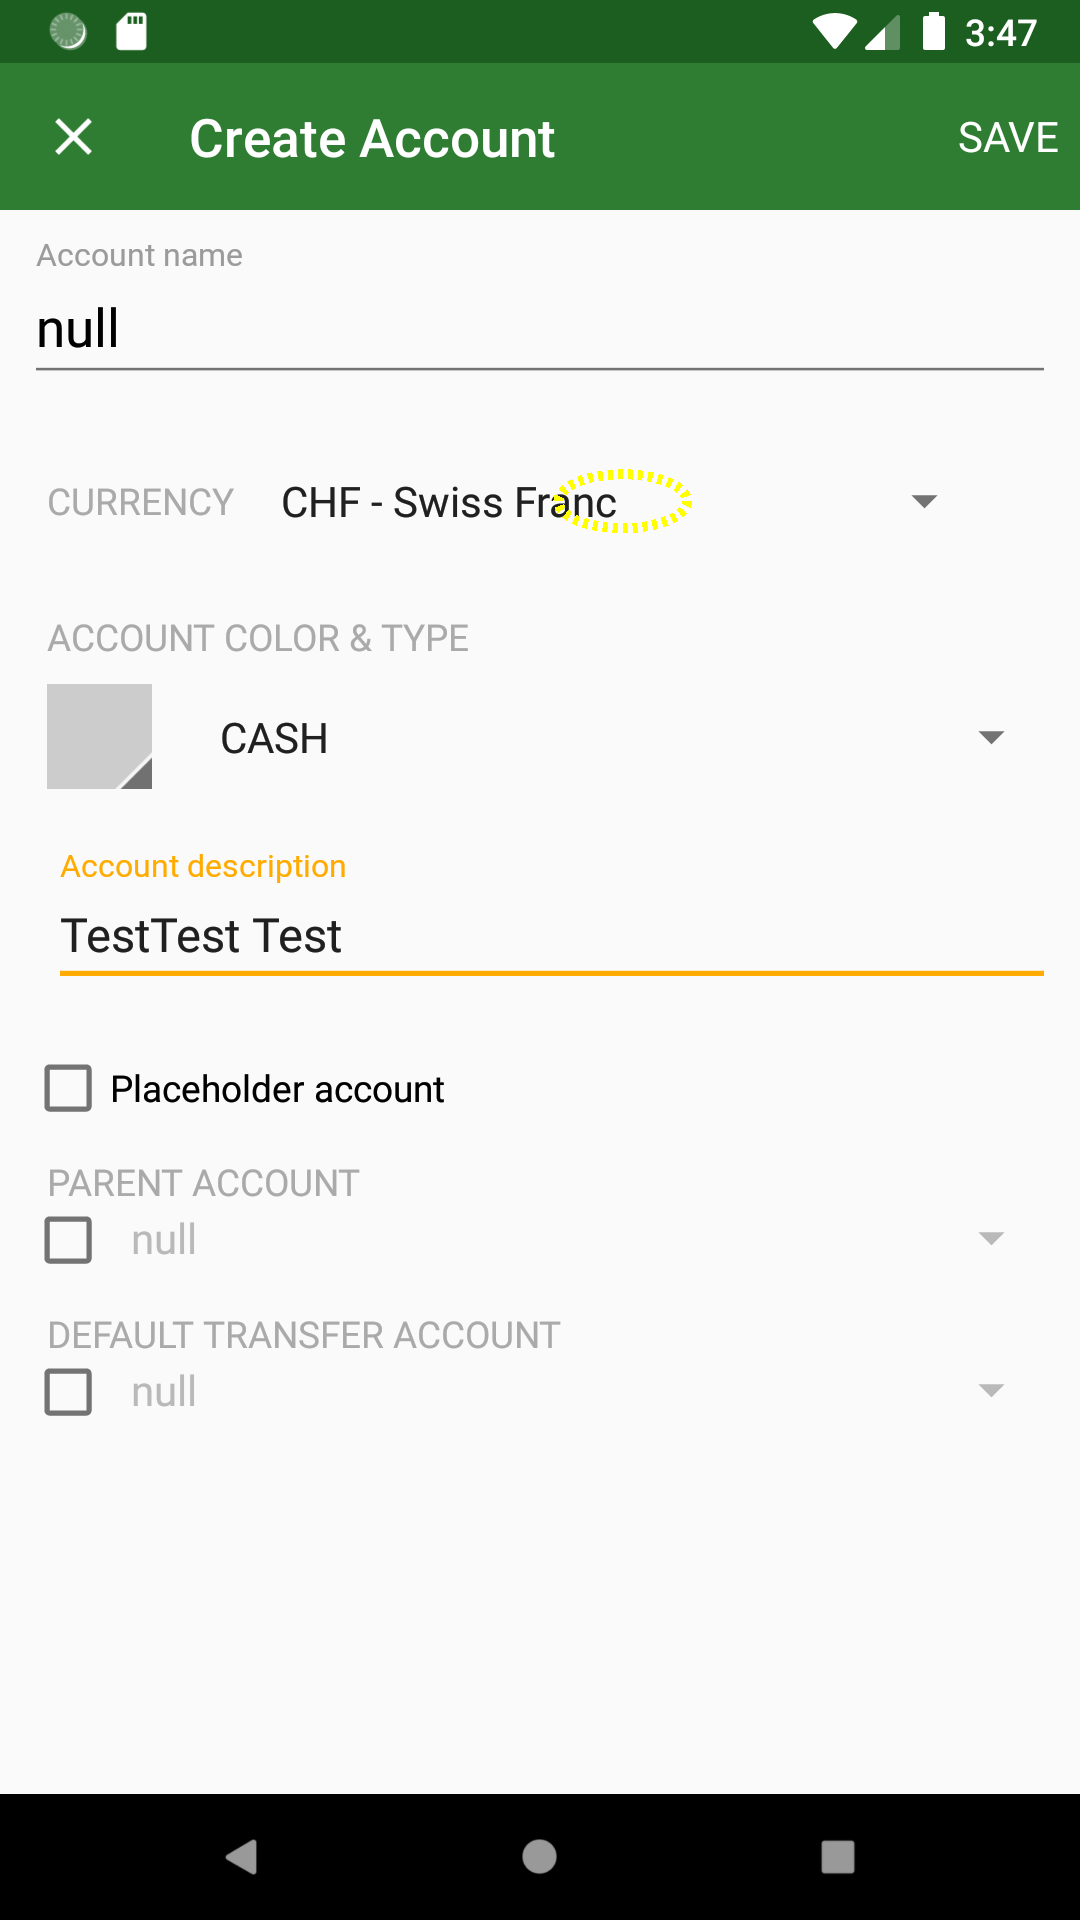 3:47
Create Account SAVE
Account name
null
CURRENCY CHF - Swiss Franc
ACCOUNT COLOR & TYPE
CASH
Account description
TestTest Test
Placeholder account
PARENT ACCOUNT
null
DEFAULT TRANSFER ACCOUNT
null